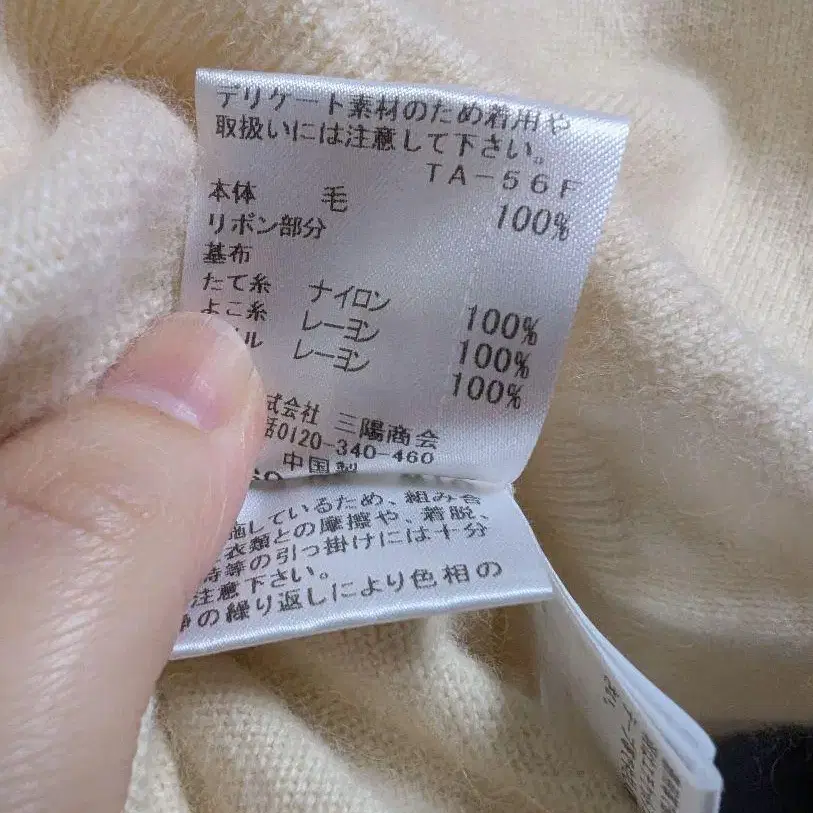 デリケート素材のため着用や
取扱いには注意して下さい。
TA-56F
本体 毛 100%
リボン部分
基布
たて糸 ナイロン 100%
よこ糸 レーヨン 100%
ル レーヨン 100%
式会社 三陽商会
話0120-340-460
中国製
施しているため、組み合
衣類との摩擦や、着脱、
時等の引っ掛けには十分
注意下さい。
の繰り返しにより色相の